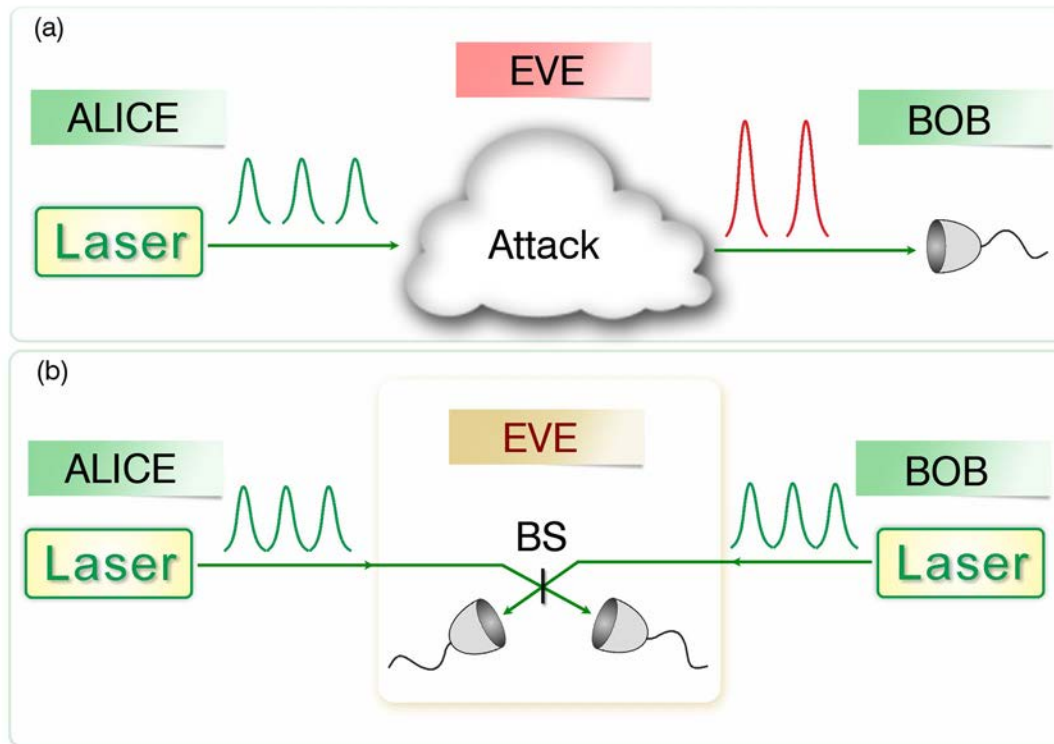 (a)
EVE
ALICE
BOB
Laser
Attack
(b)
EVE
ALICE
BOB
Laser
BS
Laser